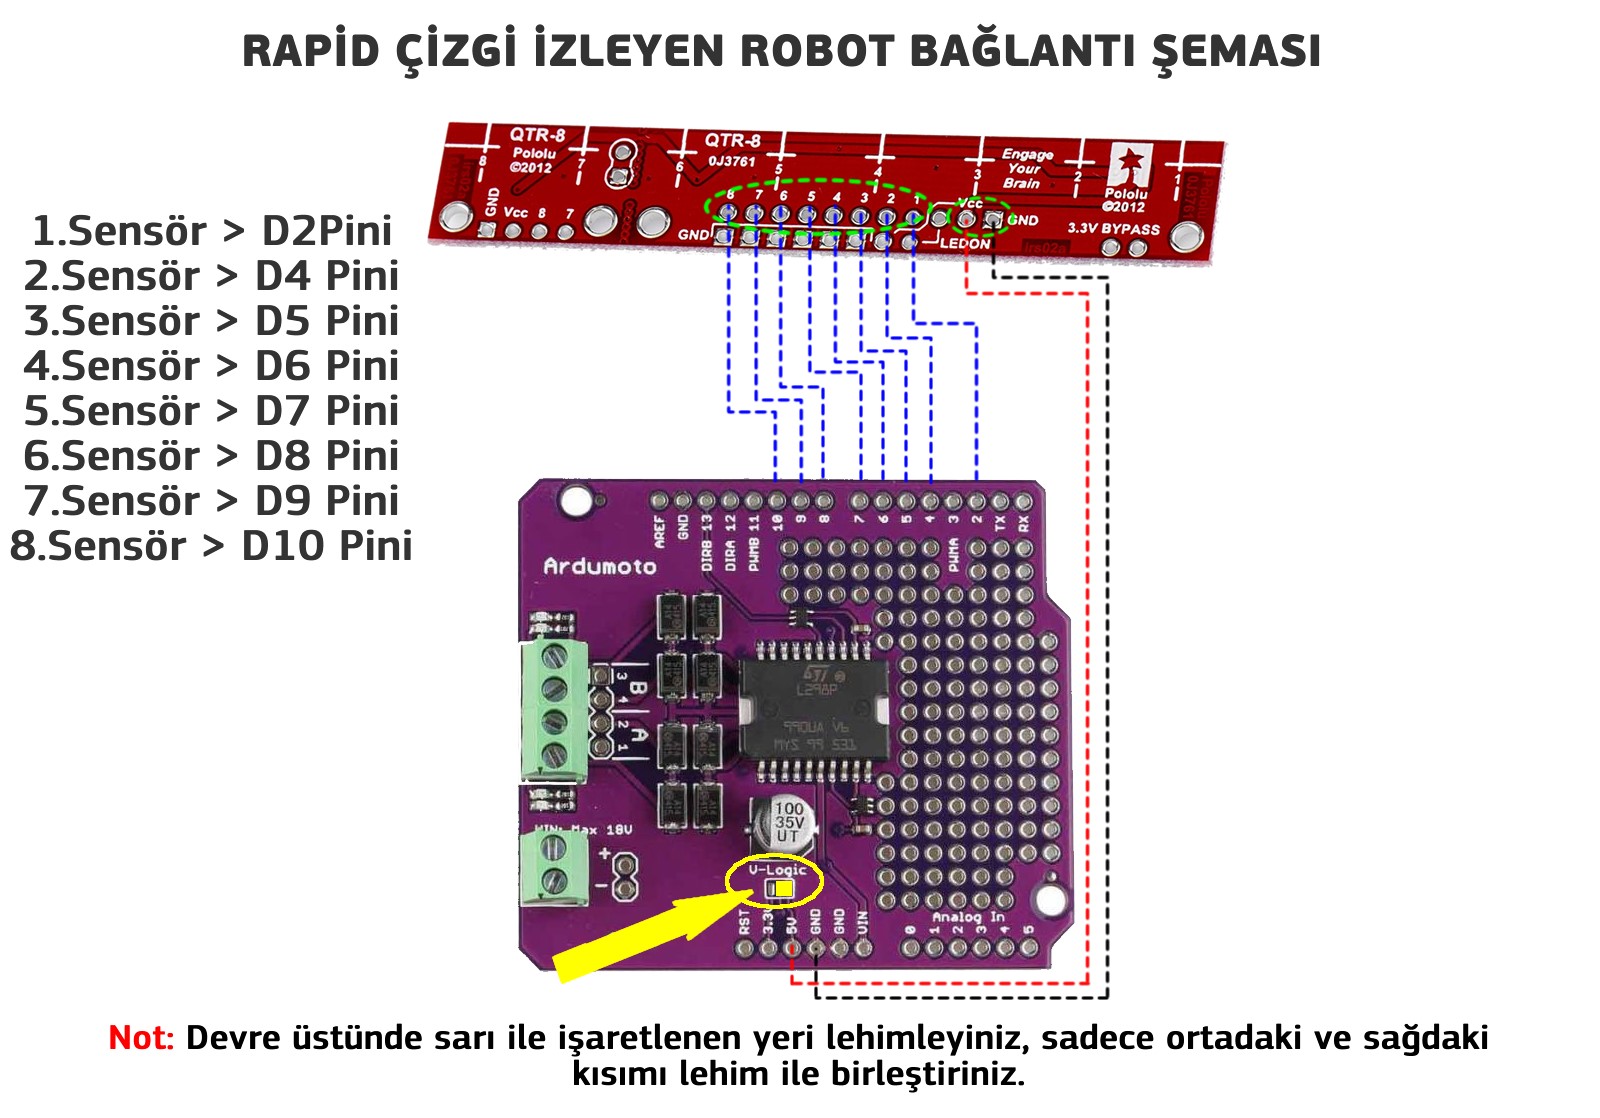 RAPİD ÇİZGİ İZLEYEN ROBOT BAĞLANTI ŞEMASI
QTR-8
Pololu
©2012
QTR-8
0J3761
Engage
Your
Brain
Pololu
©2012
8 7 6 5 4 3 2 1
GND Vcc 8 7
8 7 6 5 4 3 2 1
Vcc
GND
GND
LEDON
3.3V BYPASS
irs02a
1.Sensör > D2Pini
2.Sensör > D4 Pini
3.Sensör > D5 Pini
4.Sensör > D6 Pini
5.Sensör > D7 Pini
6.Sensör > D8 Pini
7.Sensör > D9 Pini
8.Sensör > D10 Pini
AREF GND 13 12 11 10 9 8 7 6 5 4 3 2 TX RX
DIRB DIRA PWMB PWMA
Ardumoto
L298P
990UA V6
MYS 99 231
3 4 B
2 1 A
VIN: Max 18V
+
-
100
35V
UT
V-Logic
RST 3.3V 5V GND GND VIN
Analog In
0 1 2 3 4 5
Not: Devre üstünde sarı ile işaretlenen yeri lehimleyiniz, sadece ortadaki ve sağdaki
kısımı lehim ile birleştiriniz.